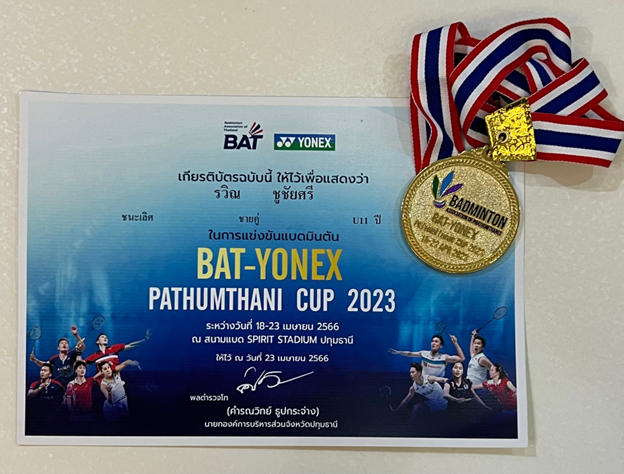 Badminton
Association of
Thailand
BAT
YONEX
เกียรติบัตรฉบับนี้ ให้ไว้เพื่อแสดงว่า
รวิณ ชูชัยศรี
ชนะเลิศ ชายคู่ U11 ปี
ในการแข่งขันแบดมินตัน
BAT-YONEX
PATHUMTHANI CUP 2023
ระหว่างวันที่ 18-23 เมษายน 2566
ณ สนามแบด SPIRIT STADIUM ปทุมธานี
ให้ไว้ ณ วันที่ 23 เมษายน 2566
พลตำรวจโท
(คำรณวิทย์ ธูปกระจ่าง)
นายกองค์การบริหารส่วนจังหวัดปทุมธานี
BADMINTON
BAT-YONEX
PATHUMTHANI CUP